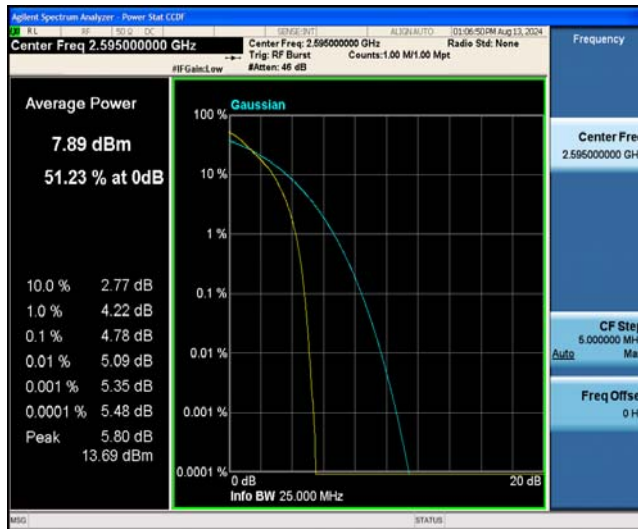 Agilent Spectrum Analyzer - Power Stat CCDF
RL RF 50 Ω DC SENSE:INT ALIGN AUTO 01:06:50 PM Aug 13, 2024
Center Freq 2.595000000 GHz
Center Freq: 2.595000000 GHz Radio Std: None
Trig: RF Burst Counts:1.00 M/1.00 Mpt
#IFGain:Low #Atten: 46 dB
Frequency
Average Power
7.89 dBm
51.23 % at 0dB
10.0 % 2.77 dB
1.0 % 4.22 dB
0.1 % 4.78 dB
0.01 % 5.09 dB
0.001 % 5.35 dB
0.0001 % 5.48 dB
Peak 5.80 dB
13.69 dBm
Gaussian
100 %
10 %
1 %
0.1 %
0.01 %
0.001 %
0.0001 %
0 dB 20 dB
Info BW 25.000 MHz
Center Fre
2.595000000 GH
CF Ste
5.000000 MH
Auto Ma
Freq Offse
0 H
MSG STATUS